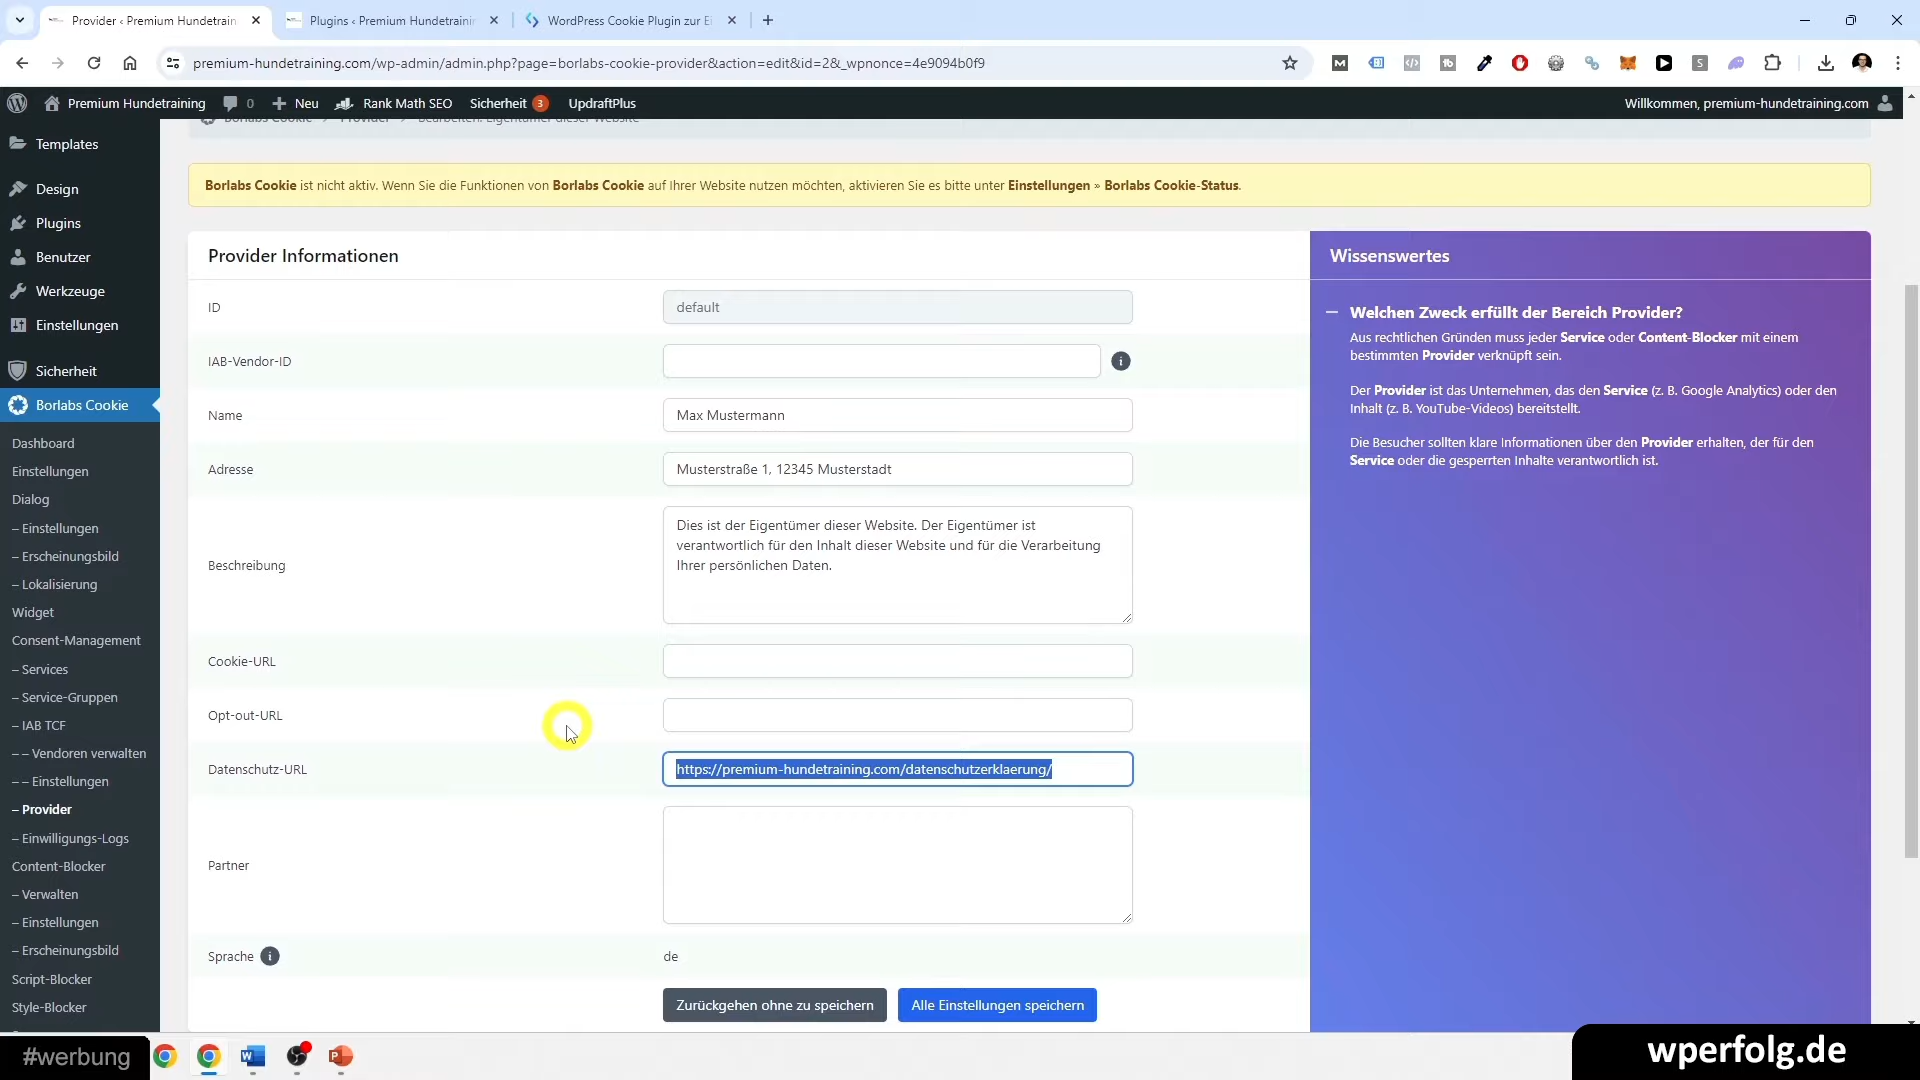 Provider ‹ Premium Hundetrain
Plugins ‹ Premium Hundetrainin
WordPress Cookie Plugin zur Ei
premium-hundetraining.com/wp-admin/admin.php?page=borlabs-cookie-provider&action=edit&id=2&_wpnonce=4e9094b0f9
Premium Hundetraining
0
Neu
Rank Math SEO
Sicherheit 3
UpdraftPlus
Willkommen, premium-hundetraining.com
Templates
Design
Plugins
Benutzer
Werkzeuge
Einstellungen
Sicherheit
Borlabs Cookie
Dashboard
Einstellungen
Dialog
– Einstellungen
– Erscheinungsbild
– Lokalisierung
Widget
Consent-Management
– Services
– Service-Gruppen
– IAB TCF
– – Vendoren verwalten
– – Einstellungen
– Provider
– Einwilligungs-Logs
Content-Blocker
– Verwalten
– Einstellungen
– Erscheinungsbild
Script-Blocker
Style-Blocker
Borlabs Cookie › Provider › Bearbeiten: Eigentümer dieser Website
Borlabs Cookie ist nicht aktiv. Wenn Sie die Funktionen von Borlabs Cookie auf Ihrer Website nutzen möchten, aktivieren Sie es bitte unter Einstellungen » Borlabs Cookie-Status.
Provider Informationen
ID
default
IAB-Vendor-ID
Name
Max Mustermann
Adresse
Musterstraße 1, 12345 Musterstadt
Beschreibung
Dies ist der Eigentümer dieser Website. Der Eigentümer ist
verantwortlich für den Inhalt dieser Website und für die Verarbeitung
Ihrer persönlichen Daten.
Cookie-URL
Opt-out-URL
Datenschutz-URL
https://premium-hundetraining.com/datenschutzerklaerung/
Partner
Sprache
de
Zurückgehen ohne zu speichern
Alle Einstellungen speichern
Wissenswertes
Welchen Zweck erfüllt der Bereich Provider?
Aus rechtlichen Gründen muss jeder Service oder Content-Blocker mit einem
bestimmten Provider verknüpft sein.
Der Provider ist das Unternehmen, das den Service (z. B. Google Analytics) oder den
Inhalt (z. B. YouTube-Videos) bereitstellt.
Die Besucher sollten klare Informationen über den Provider erhalten, der für den
Service oder die gesperrten Inhalte verantwortlich ist.
#werbung
wperfolg.de